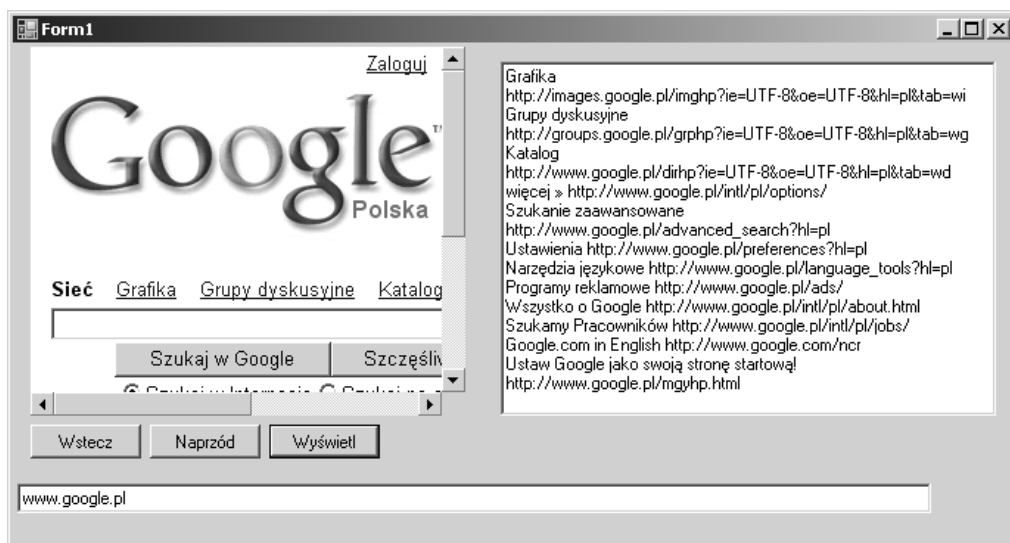 Form1
Zaloguj
Google™
Polska
Sieć Grafika Grupy dyskusyjne Katalog
Szukaj w Google Szczęśliw
Wstecz Naprzód Wyświetl
www.google.pl
Grafika
http://images.google.pl/imghp?ie=UTF-8&oe=UTF-8&hl=pl&tab=wi
Grupy dyskusyjne
http://groups.google.pl/grphp?ie=UTF-8&oe=UTF-8&hl=pl&tab=wg
Katalog
http://www.google.pl/dirhp?ie=UTF-8&oe=UTF-8&hl=pl&tab=wd
więcej » http://www.google.pl/intl/pl/options/
Szukanie zaawansowane
http://www.google.pl/advanced_search?hl=pl
Ustawienia http://www.google.pl/preferences?hl=pl
Narzędzia językowe http://www.google.pl/language_tools?hl=pl
Programy reklamowe http://www.google.pl/ads/
Wszystko o Google http://www.google.pl/intl/pl/about.html
Szukamy Pracowników http://www.google.pl/intl/pl/jobs/
Google.com in English http://www.google.com/ncr
Ustaw Google jako swoją stronę startową!
http://www.google.pl/mgyhp.html